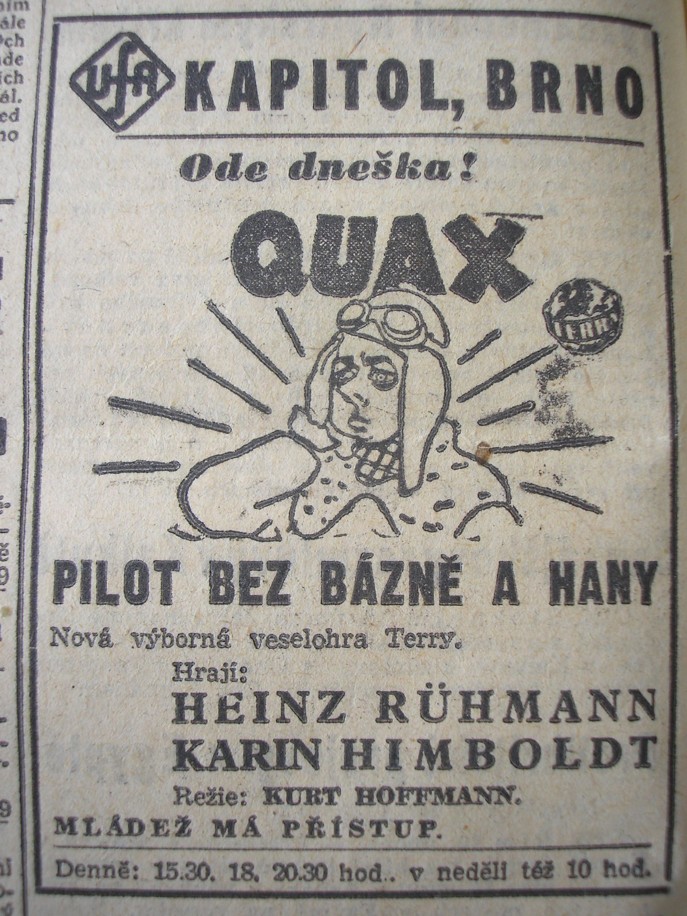 UfA KAPITOL, BRNO
Ode dneška!
QUAX
TERRA
PILOT BEZ BÁZNĚ A HANY
Nová výborná veselohra Terry.
Hrají:
HEINZ RÜHMANN
KARIN HIMBOLDT
Režie: KURT HOFFMANN.
MLÁDEŽ MÁ PŘÍSTUP.
Denně: 15.30. 18. 20.30 hod.. v neděli též 10 hod.